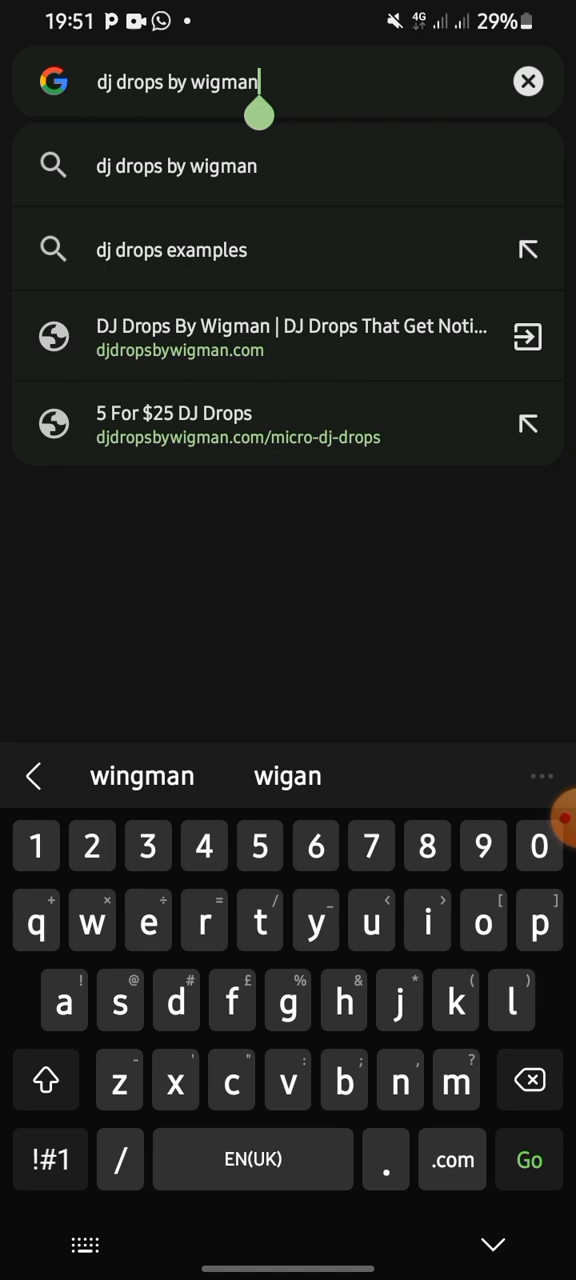 19:51 4G 29%
dj drops by wigman
dj drops by wigman
dj drops examples
DJ Drops By Wigman | DJ Drops That Get Noti...
djdropsbywigman.com
5 For $25 DJ Drops
djdropsbywigman.com/micro-dj-drops
wingman wigan ...
1 2 3 4 5 6 7 8 9 0
+ × ÷ = / _ < > [ ]
q w e r t y u i o p
! @ # £ % & * ( )
a s d f g h j k l
- ' " : ; , ?
z x c v b n m
!#1 / EN(UK) . .com Go